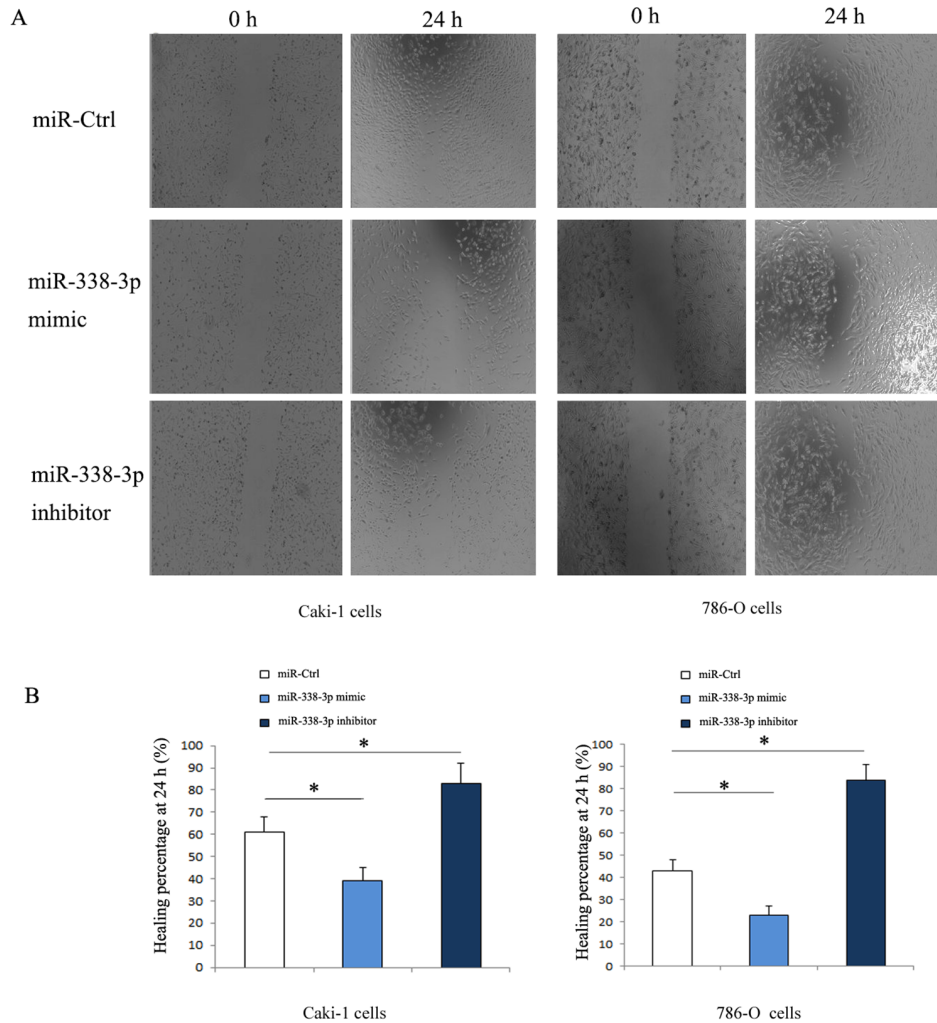 A
0 h
24 h
0 h
24 h
miR-Ctrl
miR-338-3p
mimic
miR-338-3p
inhibitor
Caki-1 cells
786-O cells
B
miR-Ctrl
miR-338-3p mimic
miR-338-3p inhibitor
Healing percentage at 24 h (%)
100
90
80
70
60
50
40
30
20
10
0
*
*
Caki-1 cells
miR-Ctrl
miR-338-3p mimic
miR-338-3p inhibitor
Healing percentage at 24 h (%)
100
90
80
70
60
50
40
30
20
10
0
*
*
786-O cells